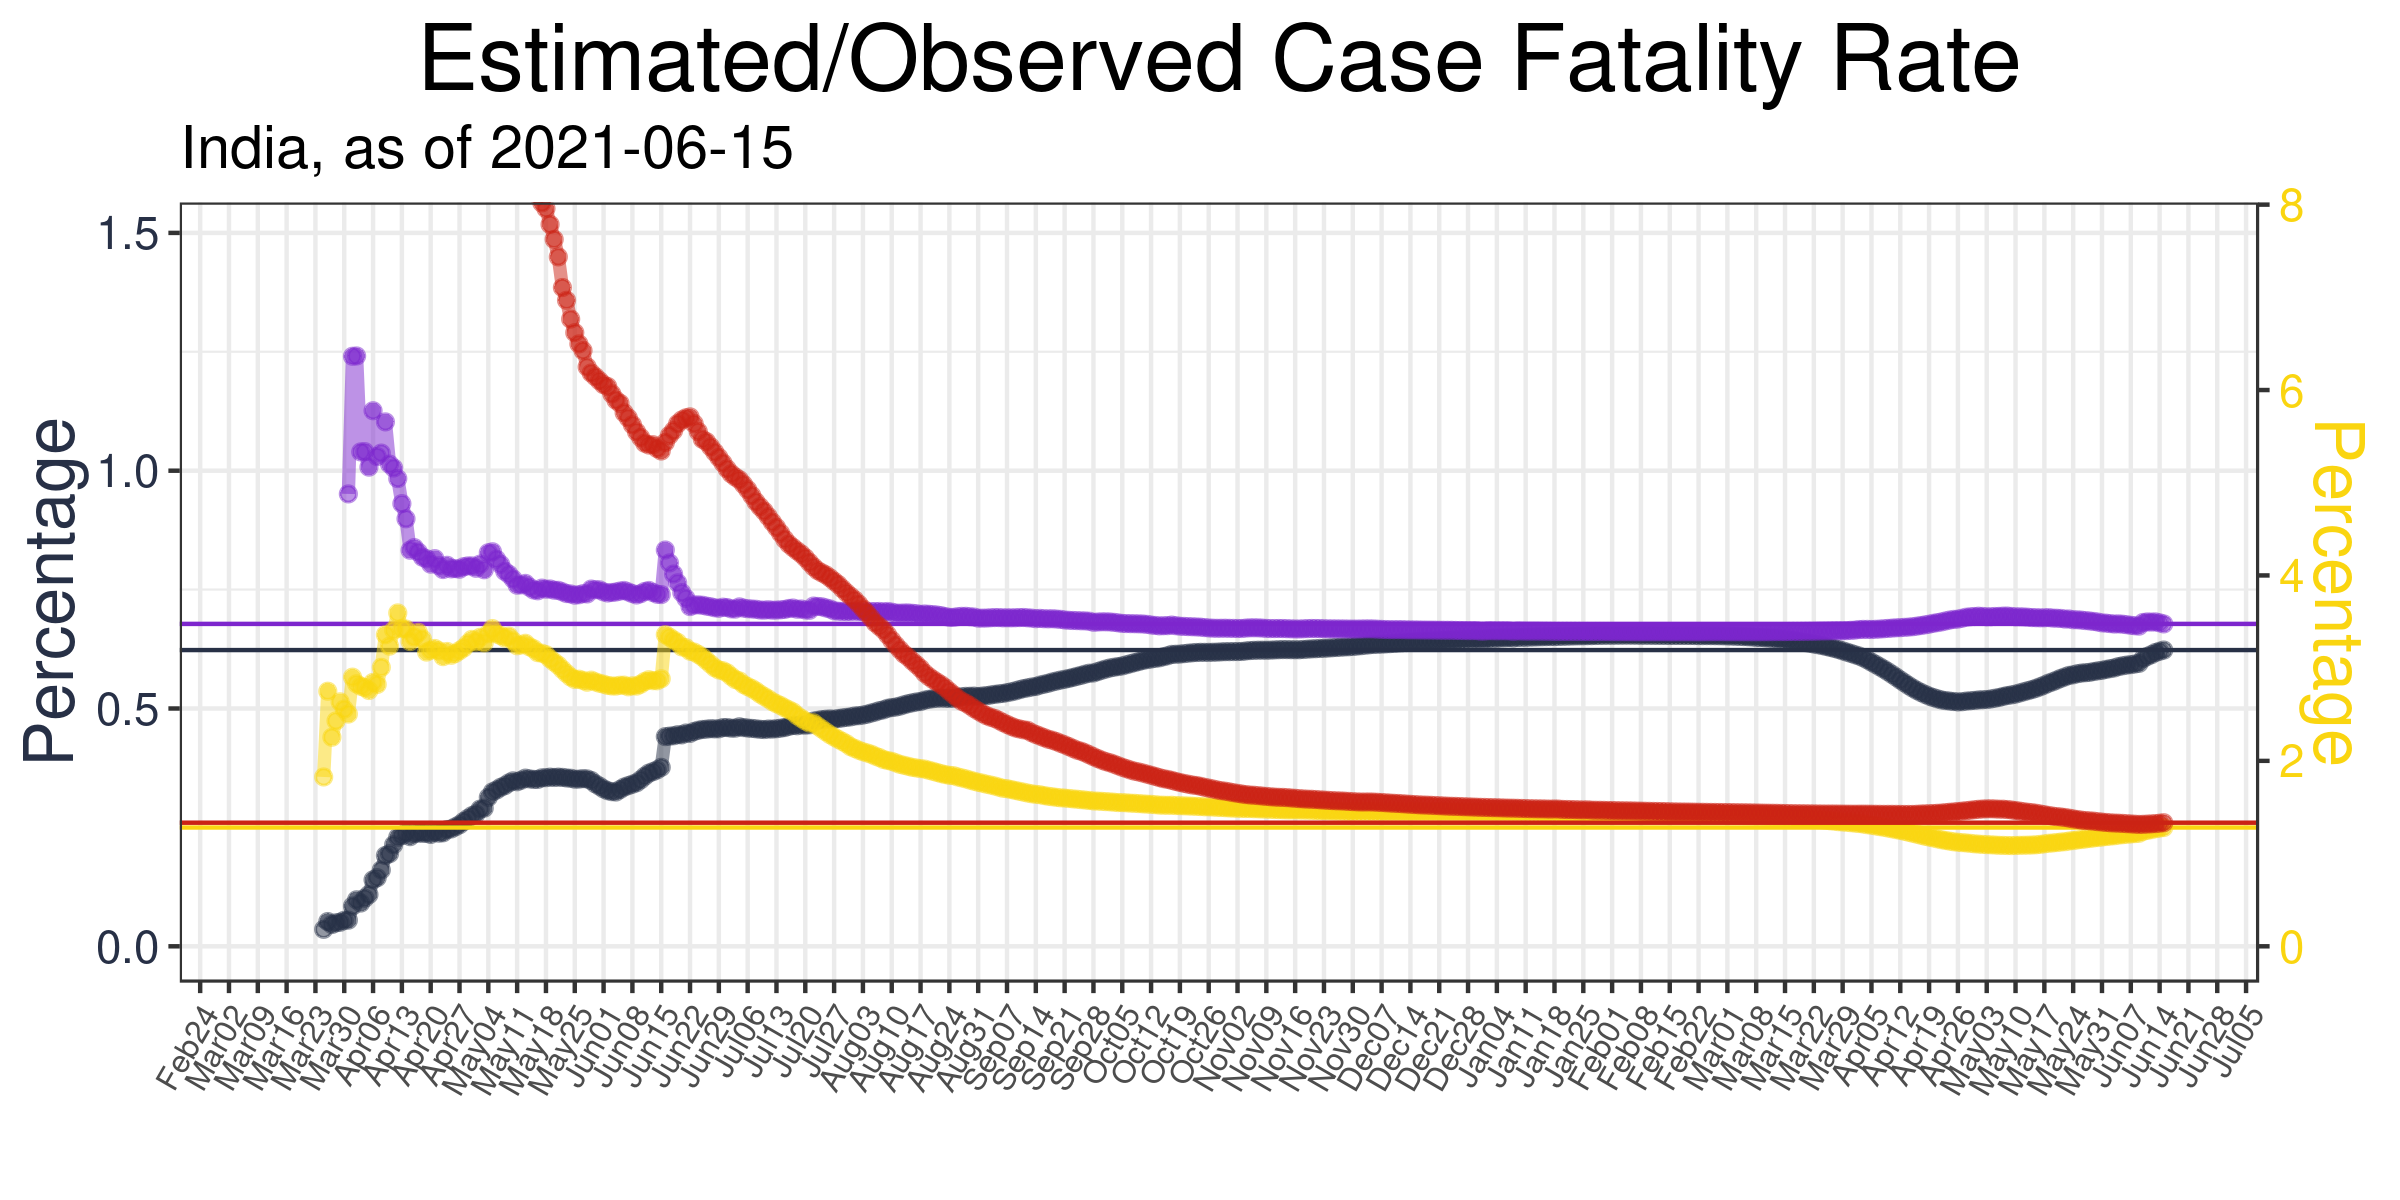 Estimated/Observed Case Fatality Rate
India, as of 2021-06-15
Percentage
1.5
1.0
0.5
0.0
8
6
4
2
0
Percentage
Feb24
Mar02
Mar09
Mar16
Mar23
Mar30
Apr06
Apr13
Apr20
Apr27
May04
May11
May18
May25
Jun01
Jun08
Jun15
Jun22
Jun29
Jul06
Jul13
Jul20
Jul27
Aug03
Aug10
Aug17
Aug24
Aug31
Sep07
Sep14
Sep21
Sep28
Oct05
Oct12
Oct19
Oct26
Nov02
Nov09
Nov16
Nov23
Nov30
Dec07
Dec14
Dec21
Dec28
Jan04
Jan11
Jan18
Jan25
Feb01
Feb08
Feb15
Feb22
Mar01
Mar08
Mar15
Mar22
Mar29
Apr05
Apr12
Apr19
Apr26
May03
May10
May17
May24
May31
Jun07
Jun14
Jun21
Jun28
Jul05